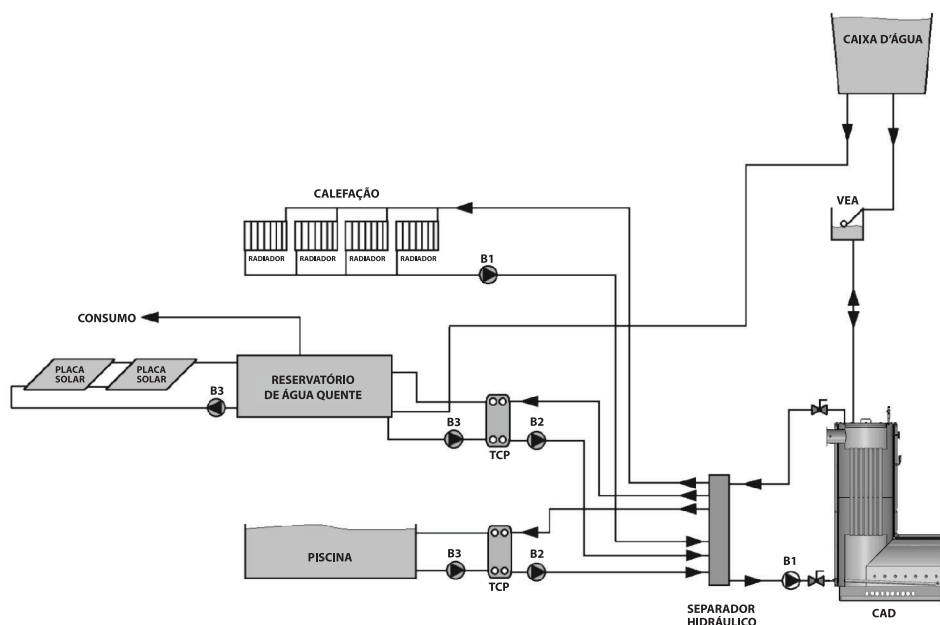 CAIXA D'ÁGUA
CALEFAÇÃO
VEA
RADIADOR
RADIADOR
RADIADOR
RADIADOR
B1
CONSUMO
PLACA
SOLAR
PLACA
SOLAR
B3
RESERVATÓRIO
DE ÁGUA QUENTE
B3
B2
TCP
PISCINA
B3
B2
TCP
B1
SEPARADOR
HIDRÁULICO
CAD